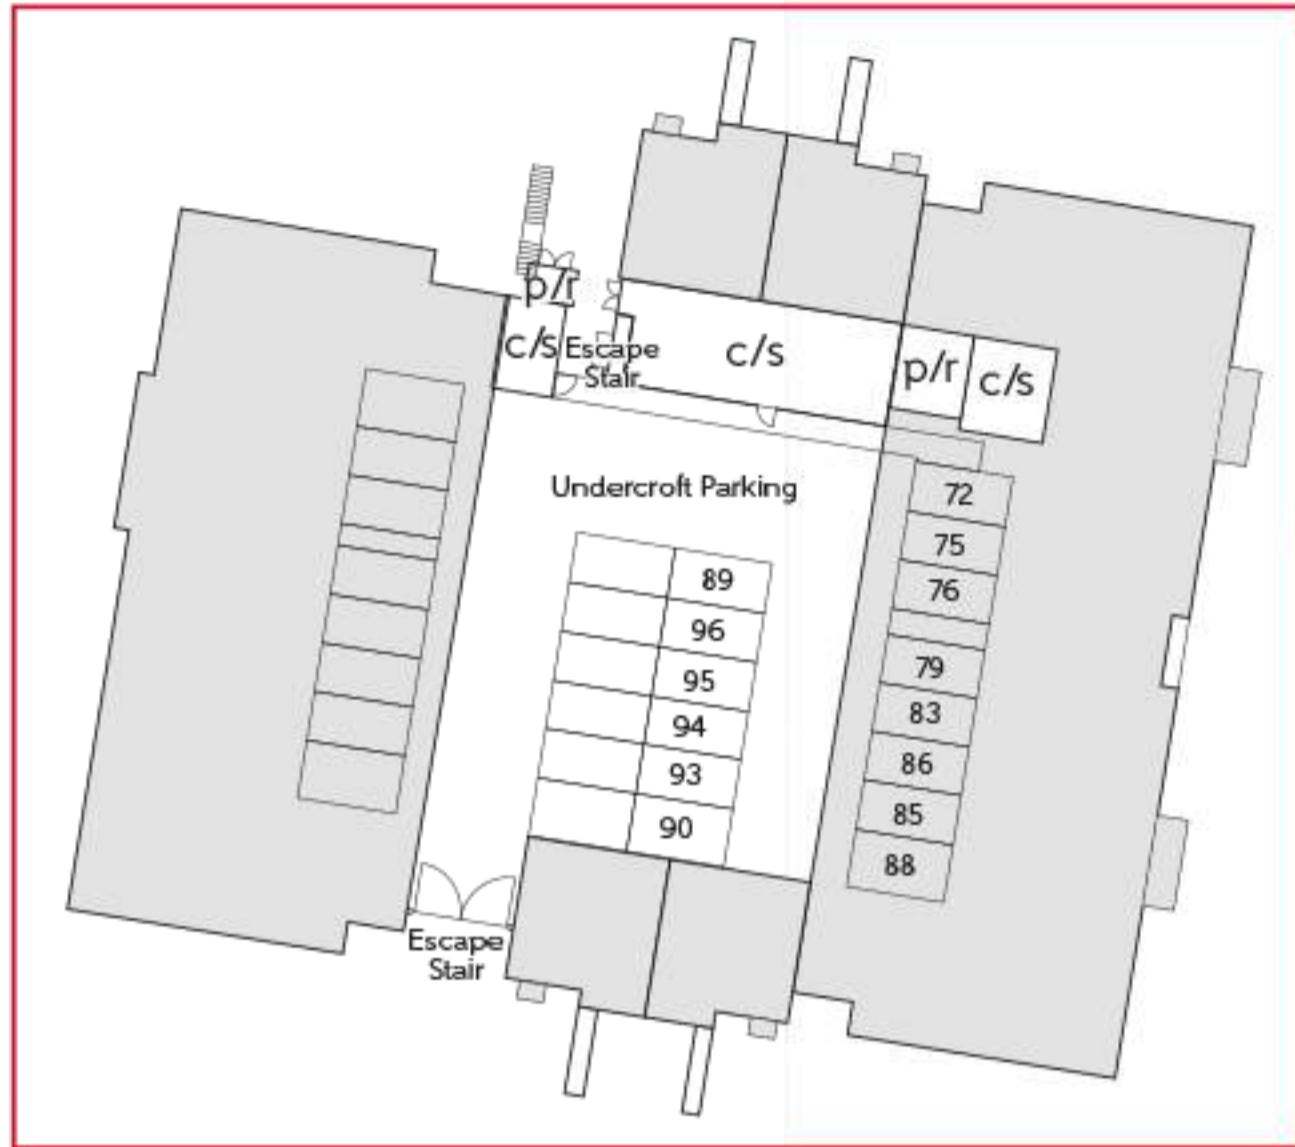 p/r
c/s
Escape
Stair
c/s
p/r
c/s
Undercroft Parking
72
75
76
79
83
86
85
88
89
96
95
94
93
90
Escape
Stair